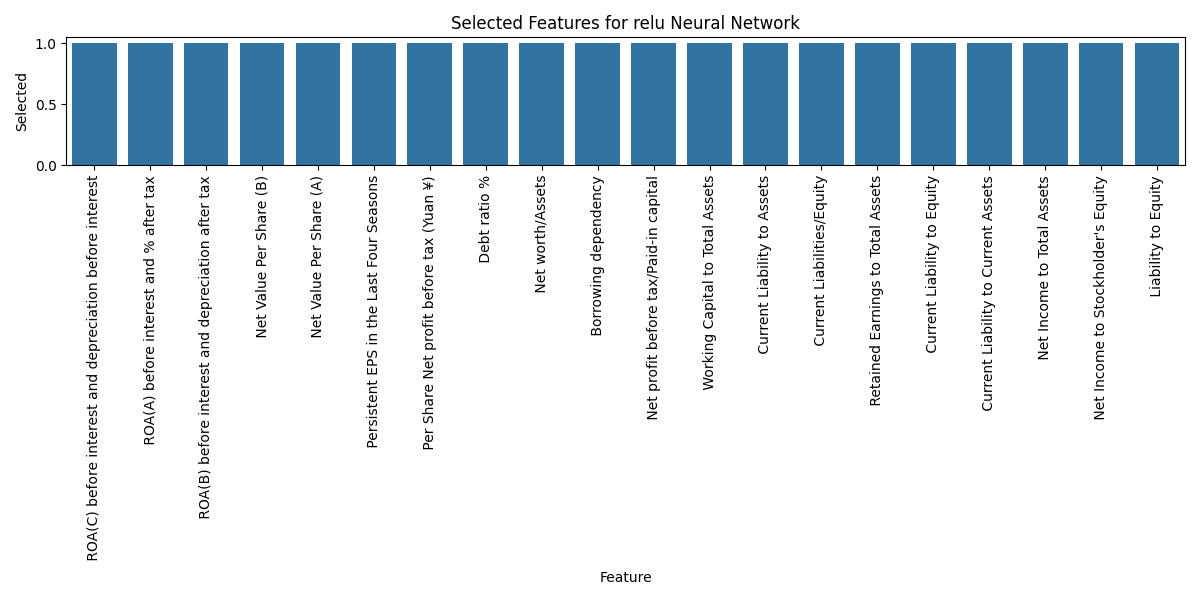 Selected Features for relu Neural Network
Selected
1.0
0.5
0.0
ROA(C) before interest and depreciation before interest
ROA(A) before interest and % after tax
ROA(B) before interest and depreciation after tax
Net Value Per Share (B)
Net Value Per Share (A)
Persistent EPS in the Last Four Seasons
Per Share Net profit before tax (Yuan ¥)
Debt ratio %
Net worth/Assets
Borrowing dependency
Net profit before tax/Paid-in capital
Working Capital to Total Assets
Current Liability to Assets
Current Liabilities/Equity
Retained Earnings to Total Assets
Current Liability to Equity
Current Liability to Current Assets
Net Income to Total Assets
Net Income to Stockholder's Equity
Liability to Equity
Feature